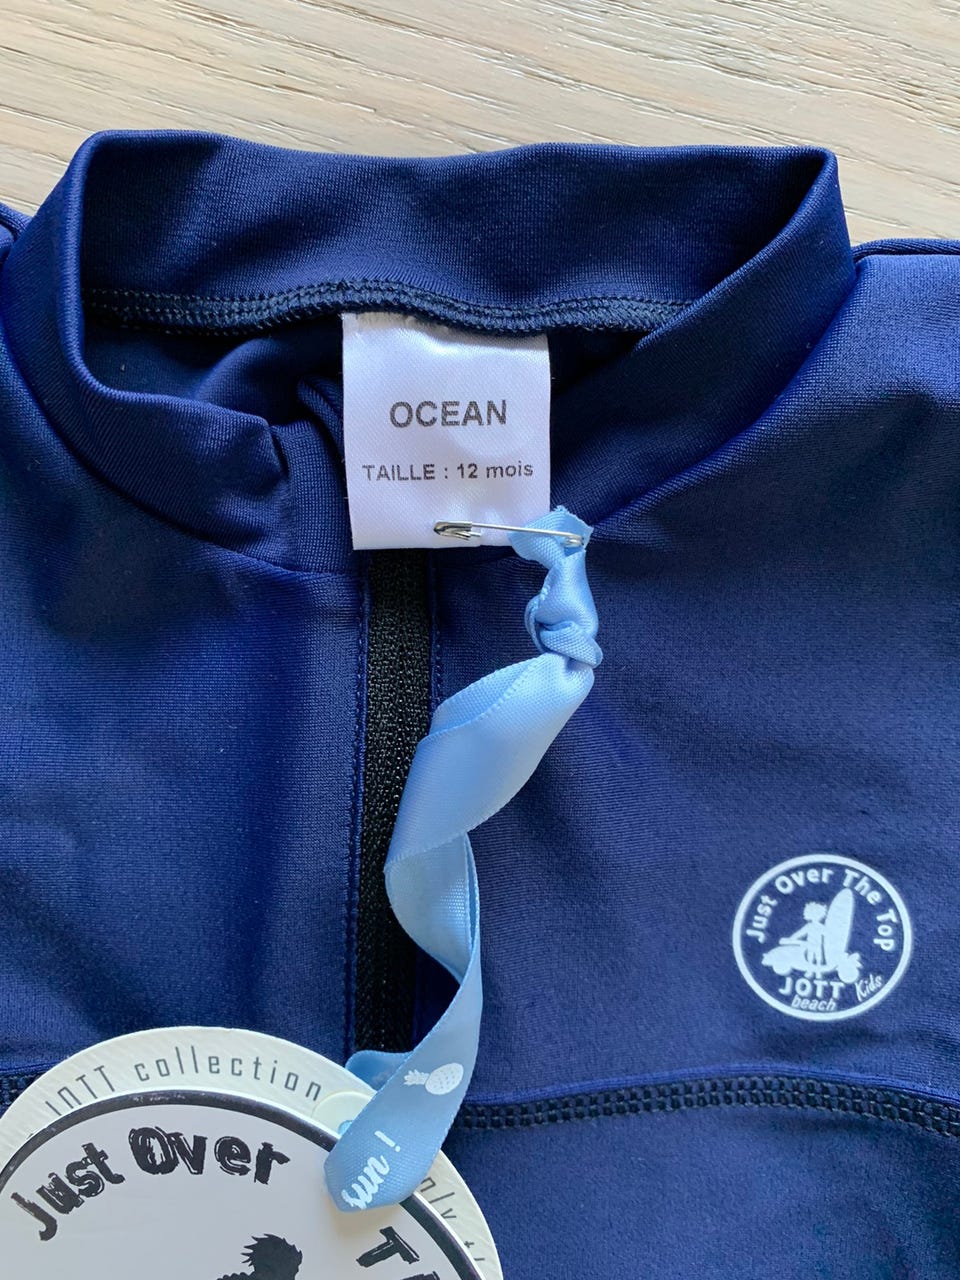 OCEAN
TAILLE : 12 mois
Just Over The Top
JOTT
beach Kids
JOTT collection
Just Over
sun !